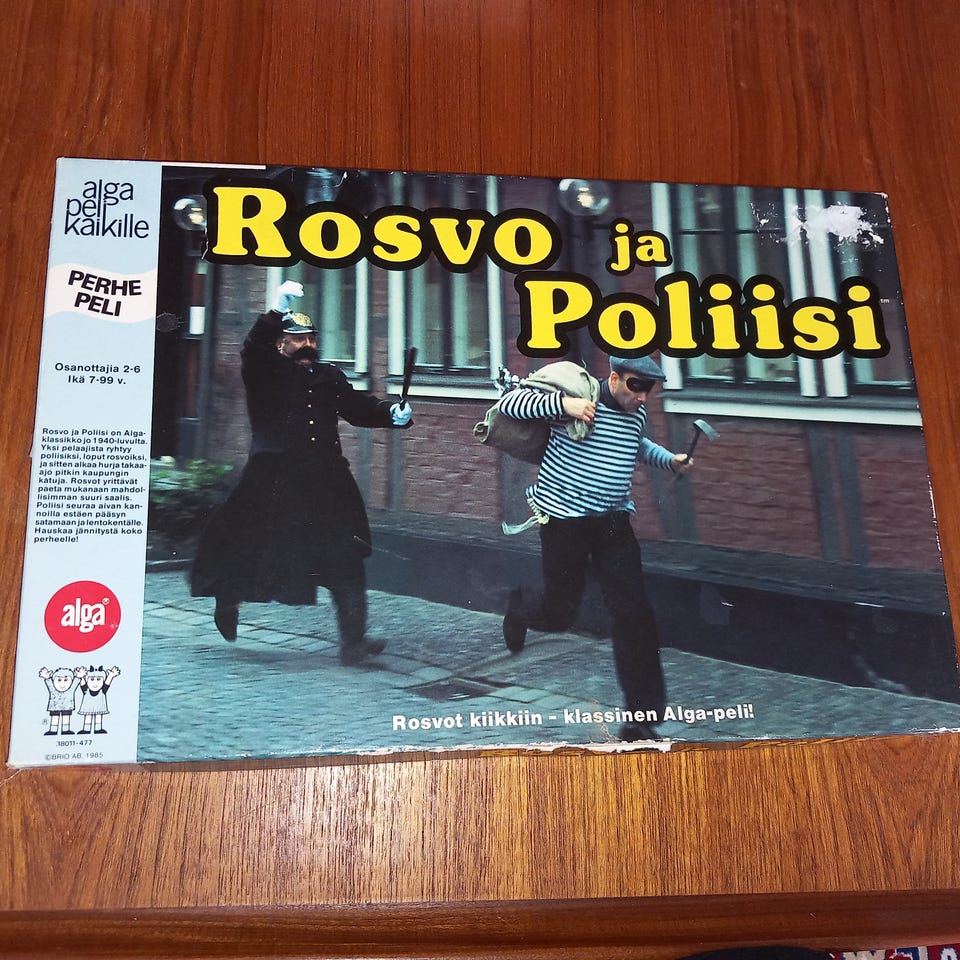 alga
peli
kaikille
PERHE
PELI
Osanottajia 2-6
Ikä 7-99 v.
Rosvo ja Poliisi on Alga-
klassikko jo 1940-luvulta.
Yksi pelaajista ryhtyy
poliisiksi, loput rosvoiksi,
ja sitten alkaa hurja takaa-
ajo pitkin kaupungin
katuja. Rosvot yrittävät
paeta mukanaan mahdol-
lisimman suuri saalis.
Poliisi seuraa aivan kan-
noilla estäen pääsyn
satamaan ja lentokentälle.
Hauskaa jännitystä koko
perheelle!
alga®
®
38011-477
©BRIO AB, 1985
Rosvo ja
Poliisi™
Rosvot kiikkiin - klassinen Alga-peli!